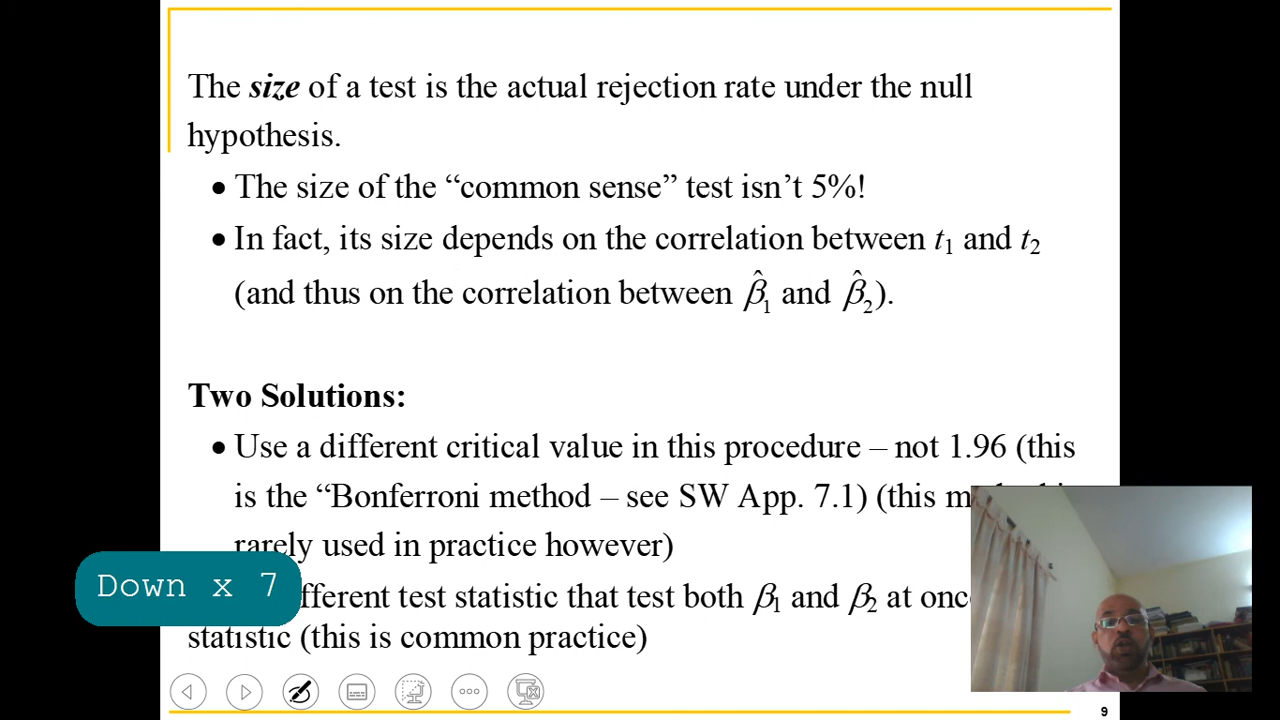 The size of a test is the actual rejection rate under the null
hypothesis.
• The size of the “common sense” test isn’t 5%!
• In fact, its size depends on the correlation between t₁ and t₂
(and thus on the correlation between β̂₁ and β̂₂).
Two Solutions:
• Use a different critical value in this procedure – not 1.96 (this
is the “Bonferroni method – see SW App. 7.1) (this
rarely used in practice however)
test statistic that test both β₁ and β₂ at
statistic (this is common practice)
Down x 7
9